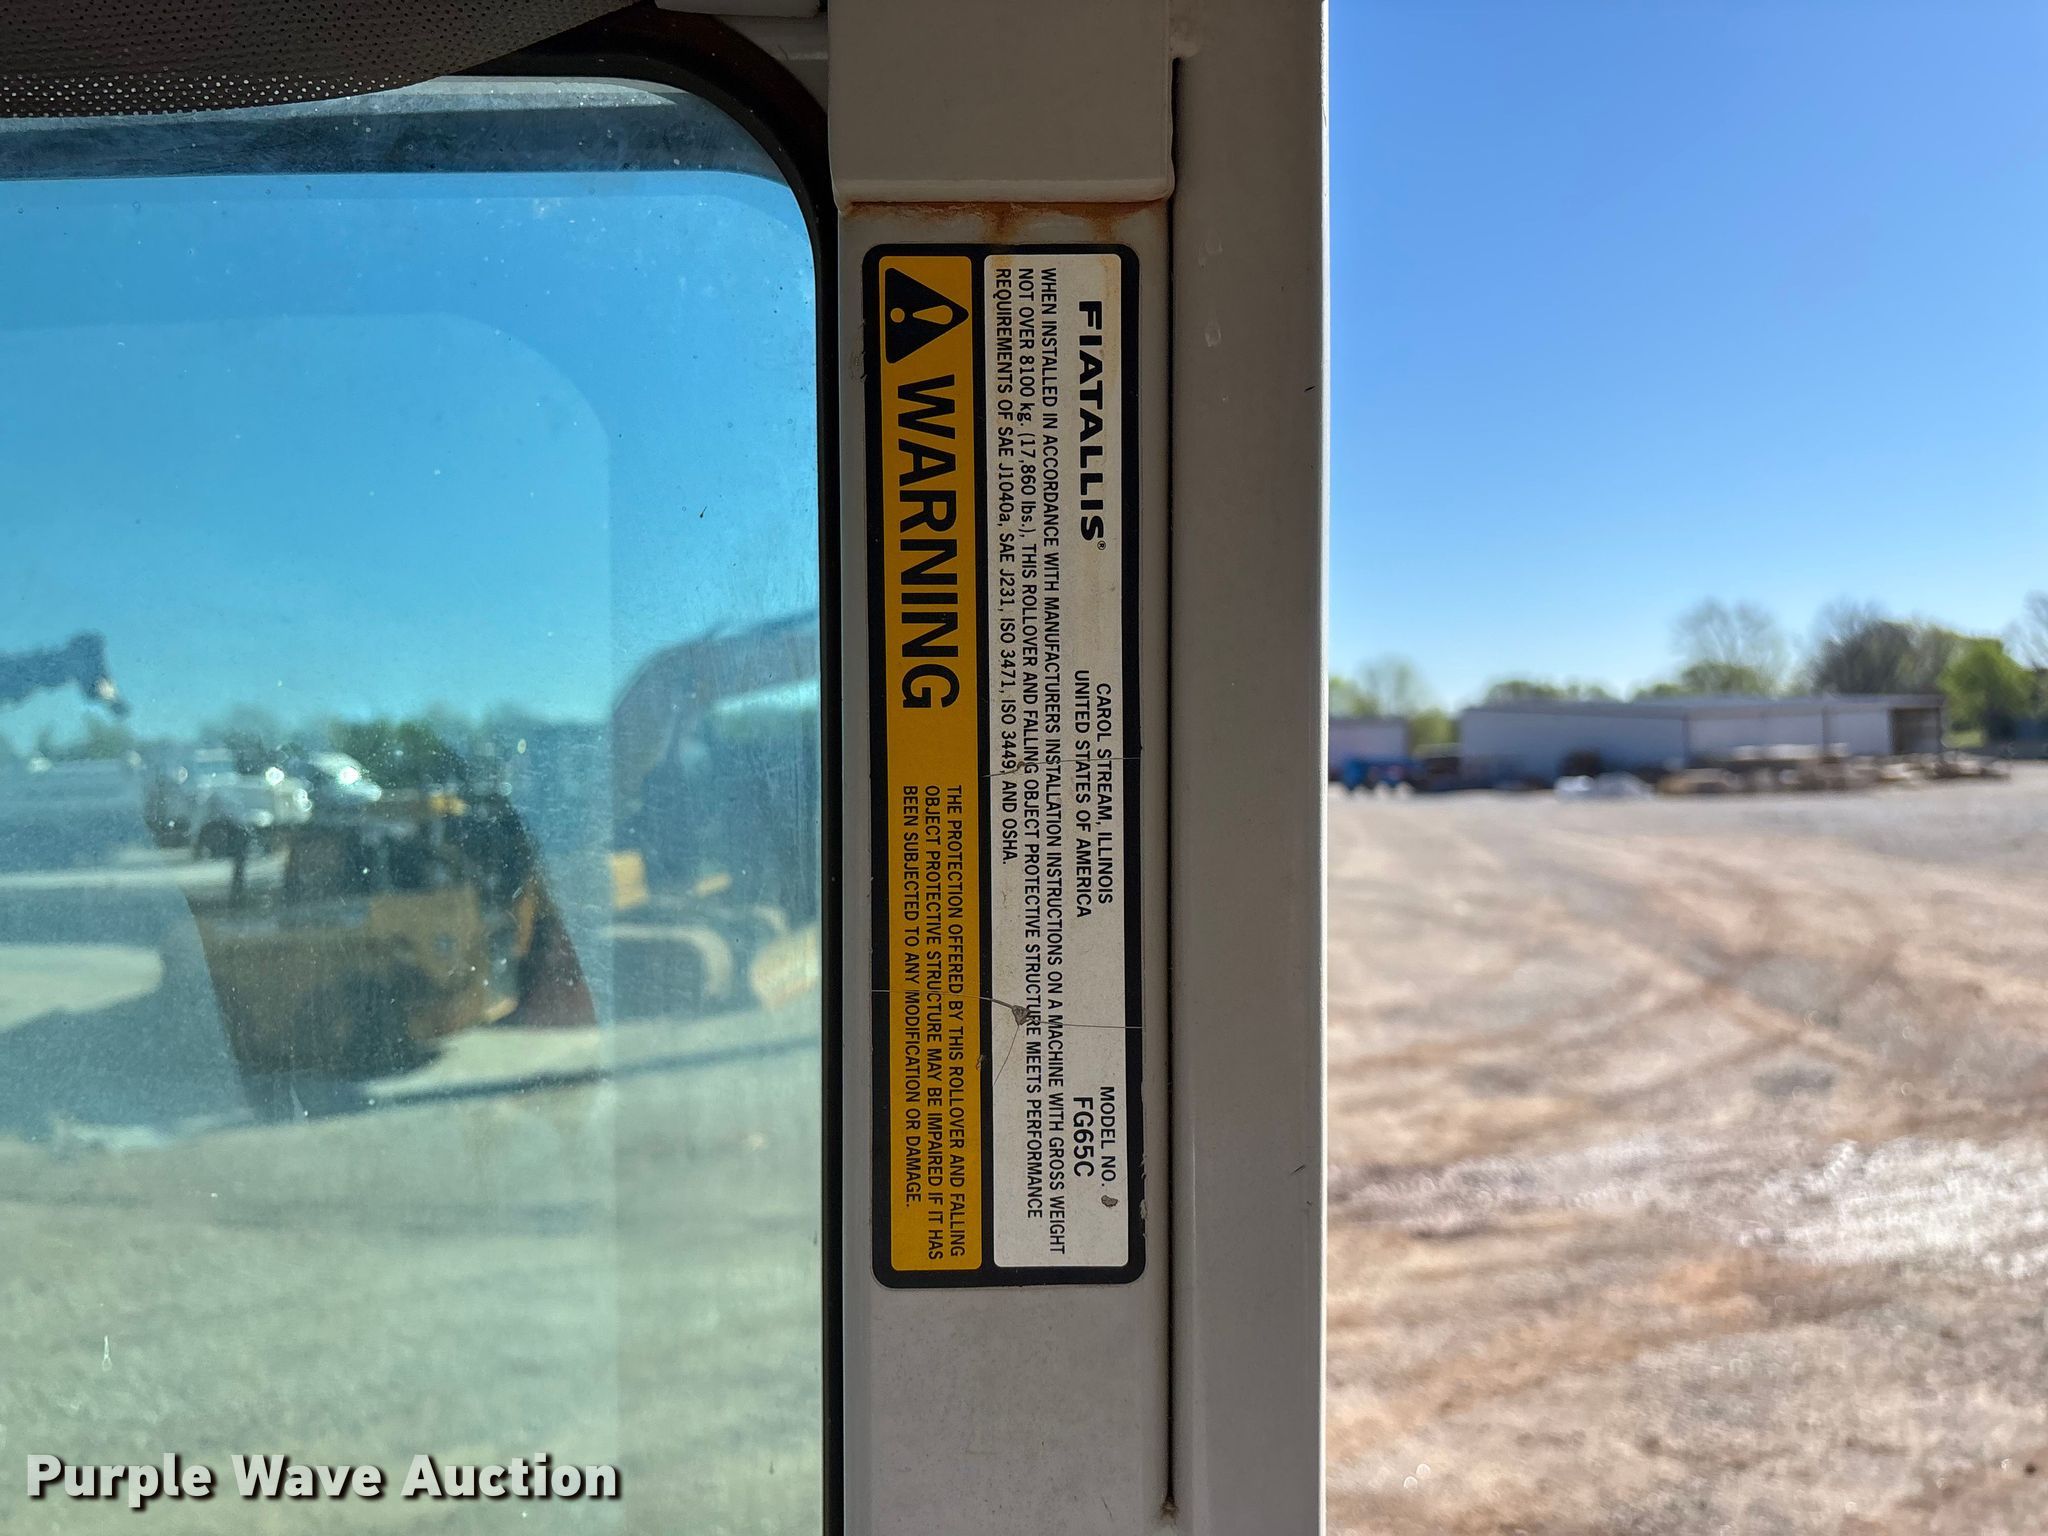 FIATALLIS®
CAROL STREAM, ILLINOIS
UNITED STATES OF AMERICA
MODEL NO.
FG65C
WHEN INSTALLED IN ACCORDANCE WITH MANUFACTURERS INSTALLATION INSTRUCTIONS ON A MACHINE WITH GROSS WEIGHT
NOT OVER 8100 kg. (17,860 lbs.), THIS ROLLOVER AND FALLING OBJECT PROTECTIVE STRUCTURE MEETS PERFORMANCE
REQUIREMENTS OF SAE J1040a, SAE J231, ISO 3471, ISO 3449, AND OSHA.
WARNING
THE PROTECTION OFFERED BY THIS ROLLOVER AND FALLING
OBJECT PROTECTIVE STRUCTURE MAY BE IMPAIRED IF IT HAS
BEEN SUBJECTED TO ANY MODIFICATION OR DAMAGE.
Purple Wave Auction